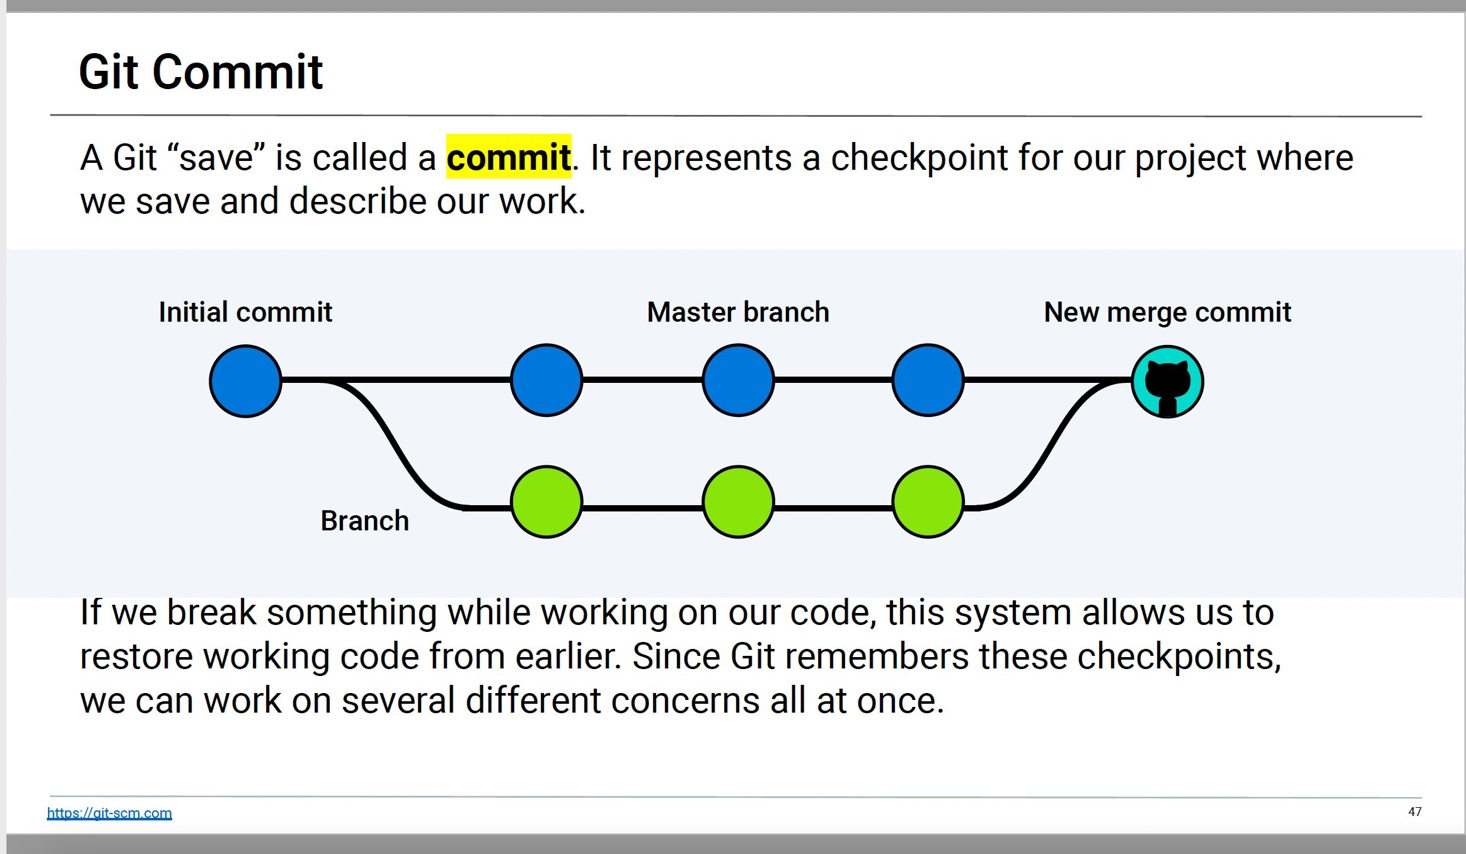 Git Commit
A Git “save” is called a commit. It represents a checkpoint for our project where
we save and describe our work.
Initial commit
Master branch
New merge commit
Branch
If we break something while working on our code, this system allows us to
restore working code from earlier. Since Git remembers these checkpoints,
we can work on several different concerns all at once.
https://git-scm.com
47